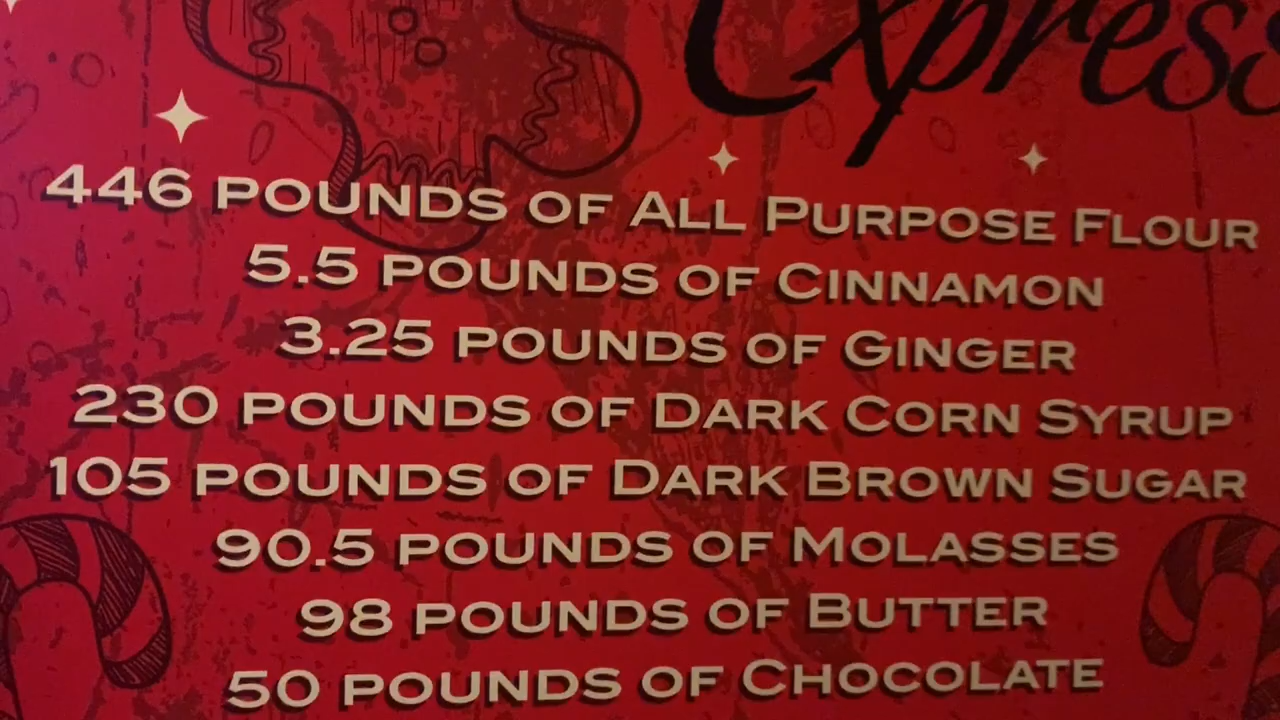 Express
446 POUNDS OF ALL PURPOSE FLOUR
5.5 POUNDS OF CINNAMON
3.25 POUNDS OF GINGER
230 POUNDS OF DARK CORN SYRUP
105 POUNDS OF DARK BROWN SUGAR
90.5 POUNDS OF MOLASSES
98 POUNDS OF BUTTER
50 POUNDS OF CHOCOLATE